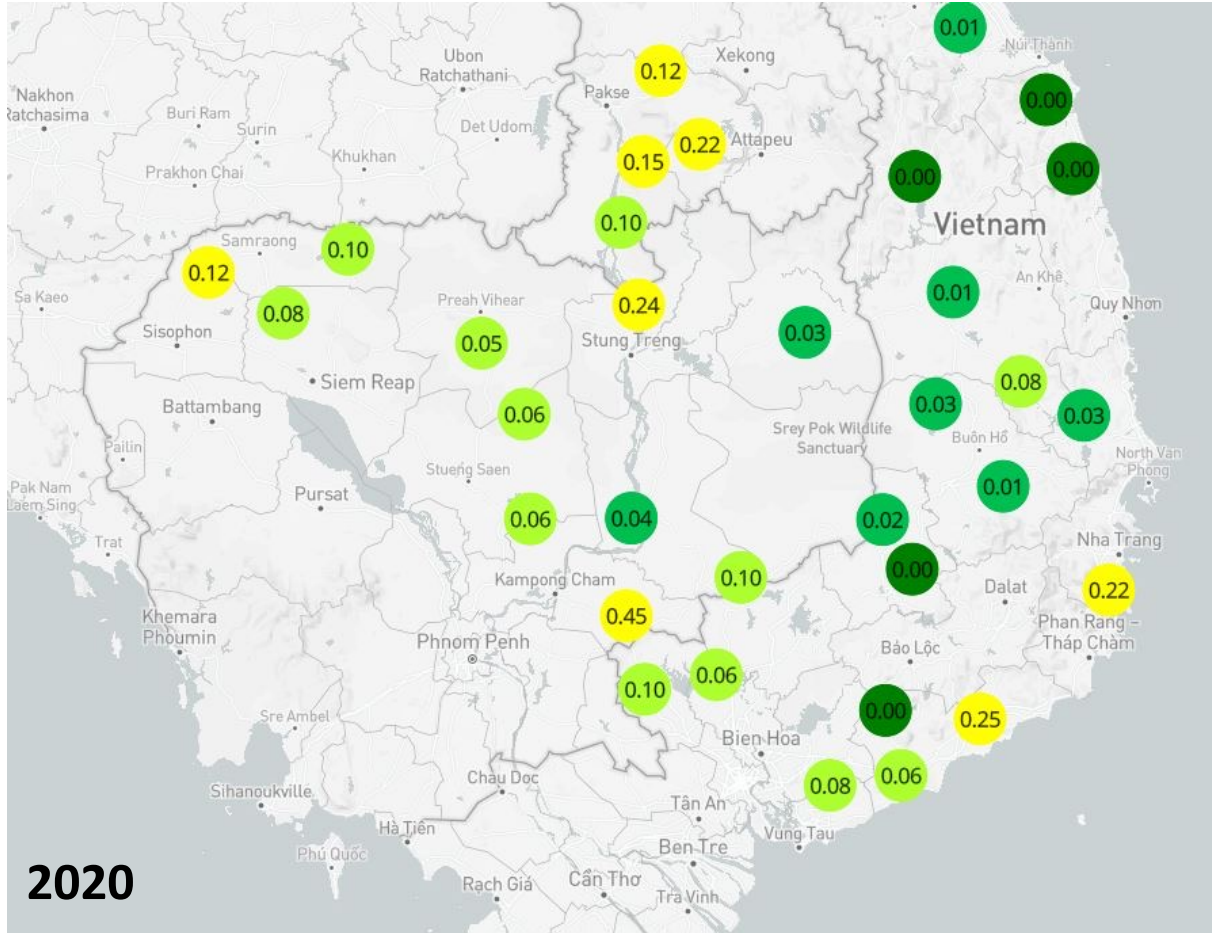 0.01
Núi Thành
Ubon
Ratchathani
Xekong
0.12
Pakse
Nakhon
Ratchasima
0.00
Buri Ram
Surin
Det Udom
0.22
Attapeu
0.15
Khukhan
Prakhon Chai
0.00
0.00
Vietnam
0.10
Samraong
0.10
0.12
An Khê
0.01
Sa Kaeo
0.08
Preah Vihear
0.24
Quy Nhơn
Sisophon
0.05
Stung Treng
0.03
Siem Reap
0.08
Battambang
0.06
0.03
0.03
Srey Pok Wildlife
Sanctuary
Buôn Hồ
Pailin
Stueng Saen
North Van
Phong
Pak Nam
Laem Sing
Pursat
0.01
0.06
0.04
0.02
Trat
Nha Trang
0.00
Kampong Cham
0.10
Dalat
0.22
Khemara
Phoumin
0.45
Phan Rang –
Tháp Chàm
Phnom Penh
Bảo Lộc
0.10
0.06
0.00
0.25
Sre Ambel
Bien Hoa
Chau Doc
0.08
0.06
Sihanoukville
Tân An
Hà Tiên
Vung Tau
Phú Quốc
Ben Tre
2020
Rạch Giá
Cần Thơ
Tra Vinh